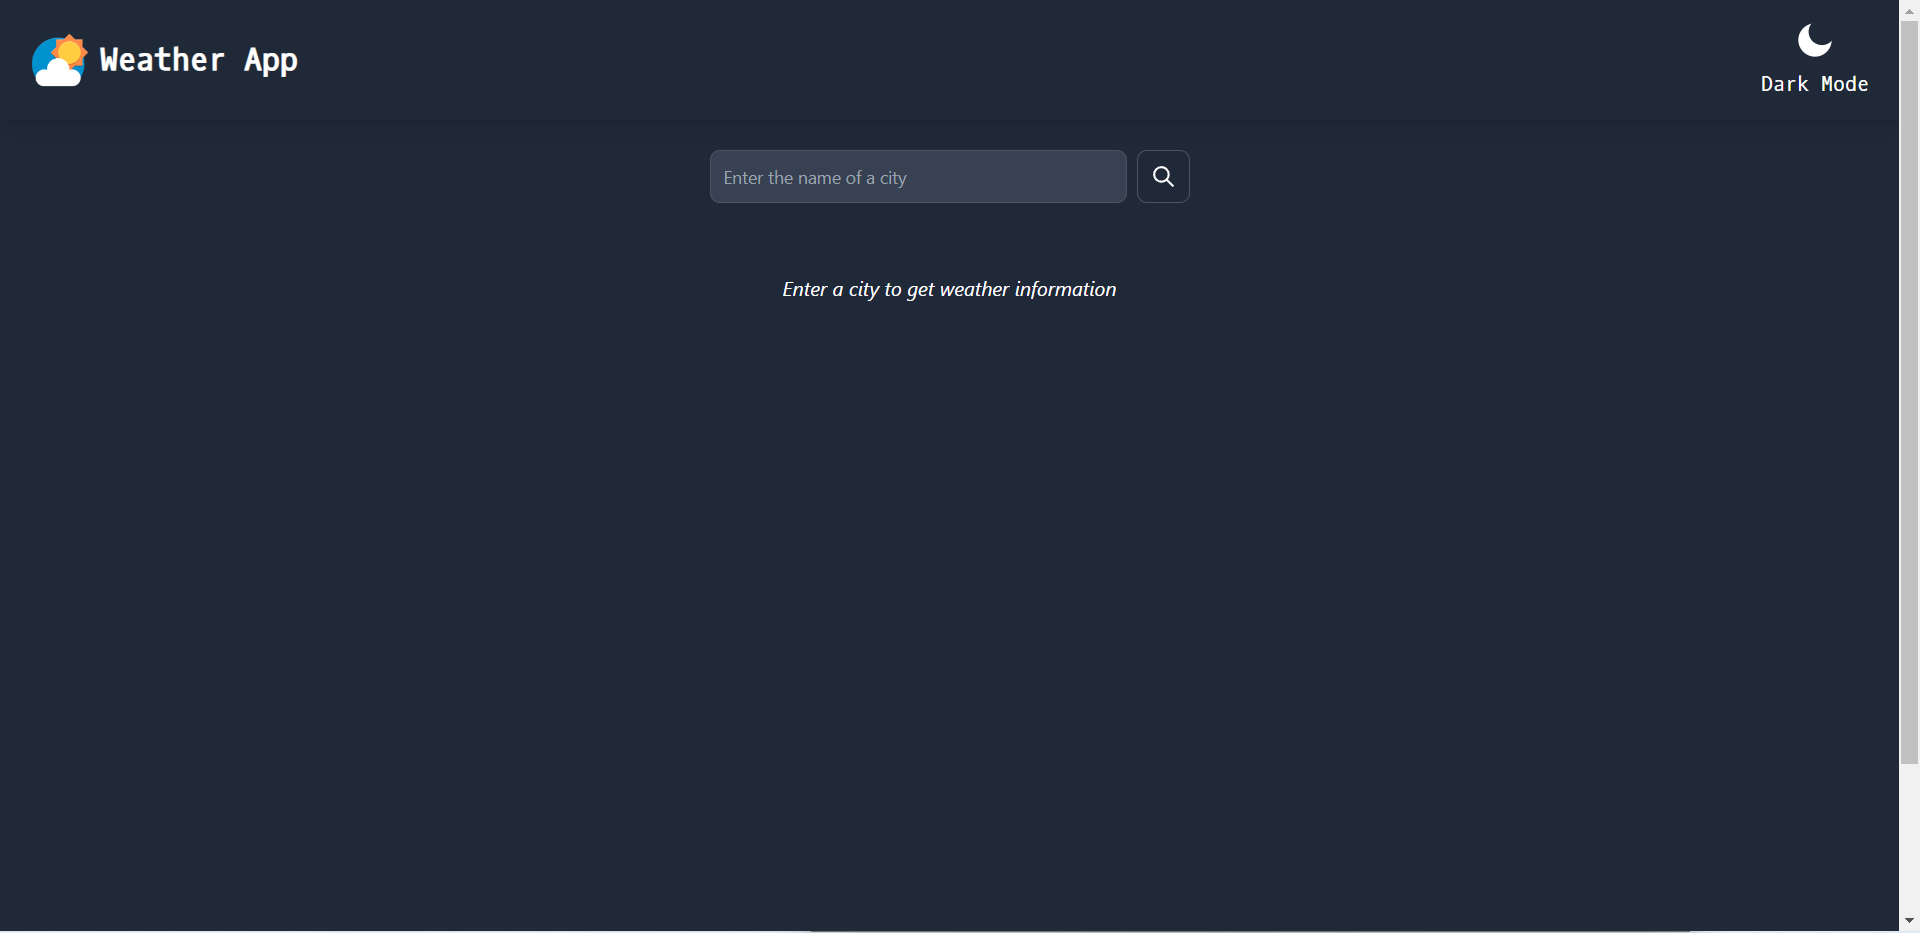 Weather App
Dark Mode
Enter the name of a city
Enter a city to get weather information